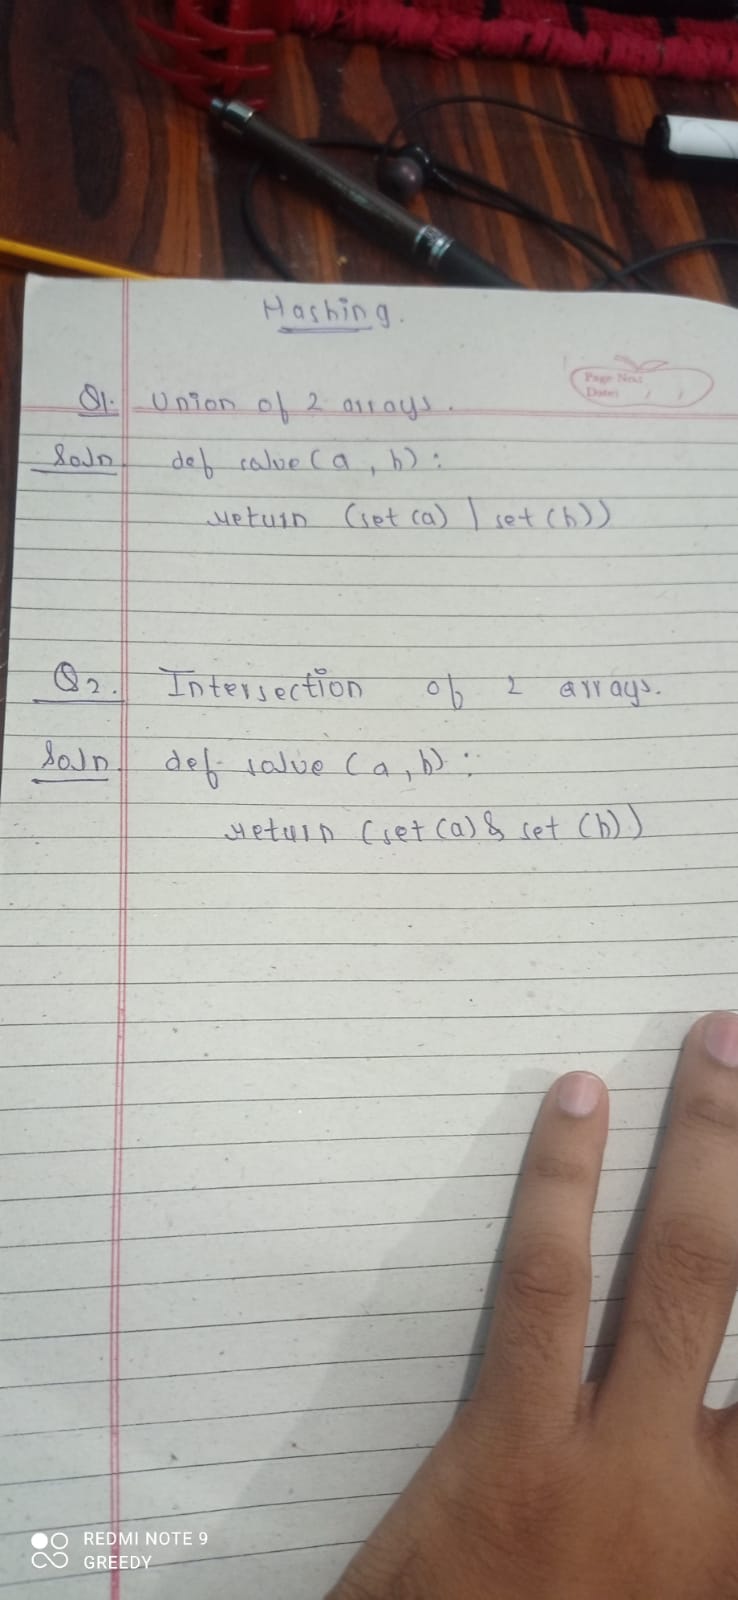 Hashing.
Page No:
Date: / /
Q1. Union of 2 arrays.
Soln. def solve (a, b):
return (set (a) | set (b))
Q2. Intersection of 2 arrays.
Soln. def solve (a, b):
return (set (a) & set (b))
REDMI NOTE 9
GREEDY